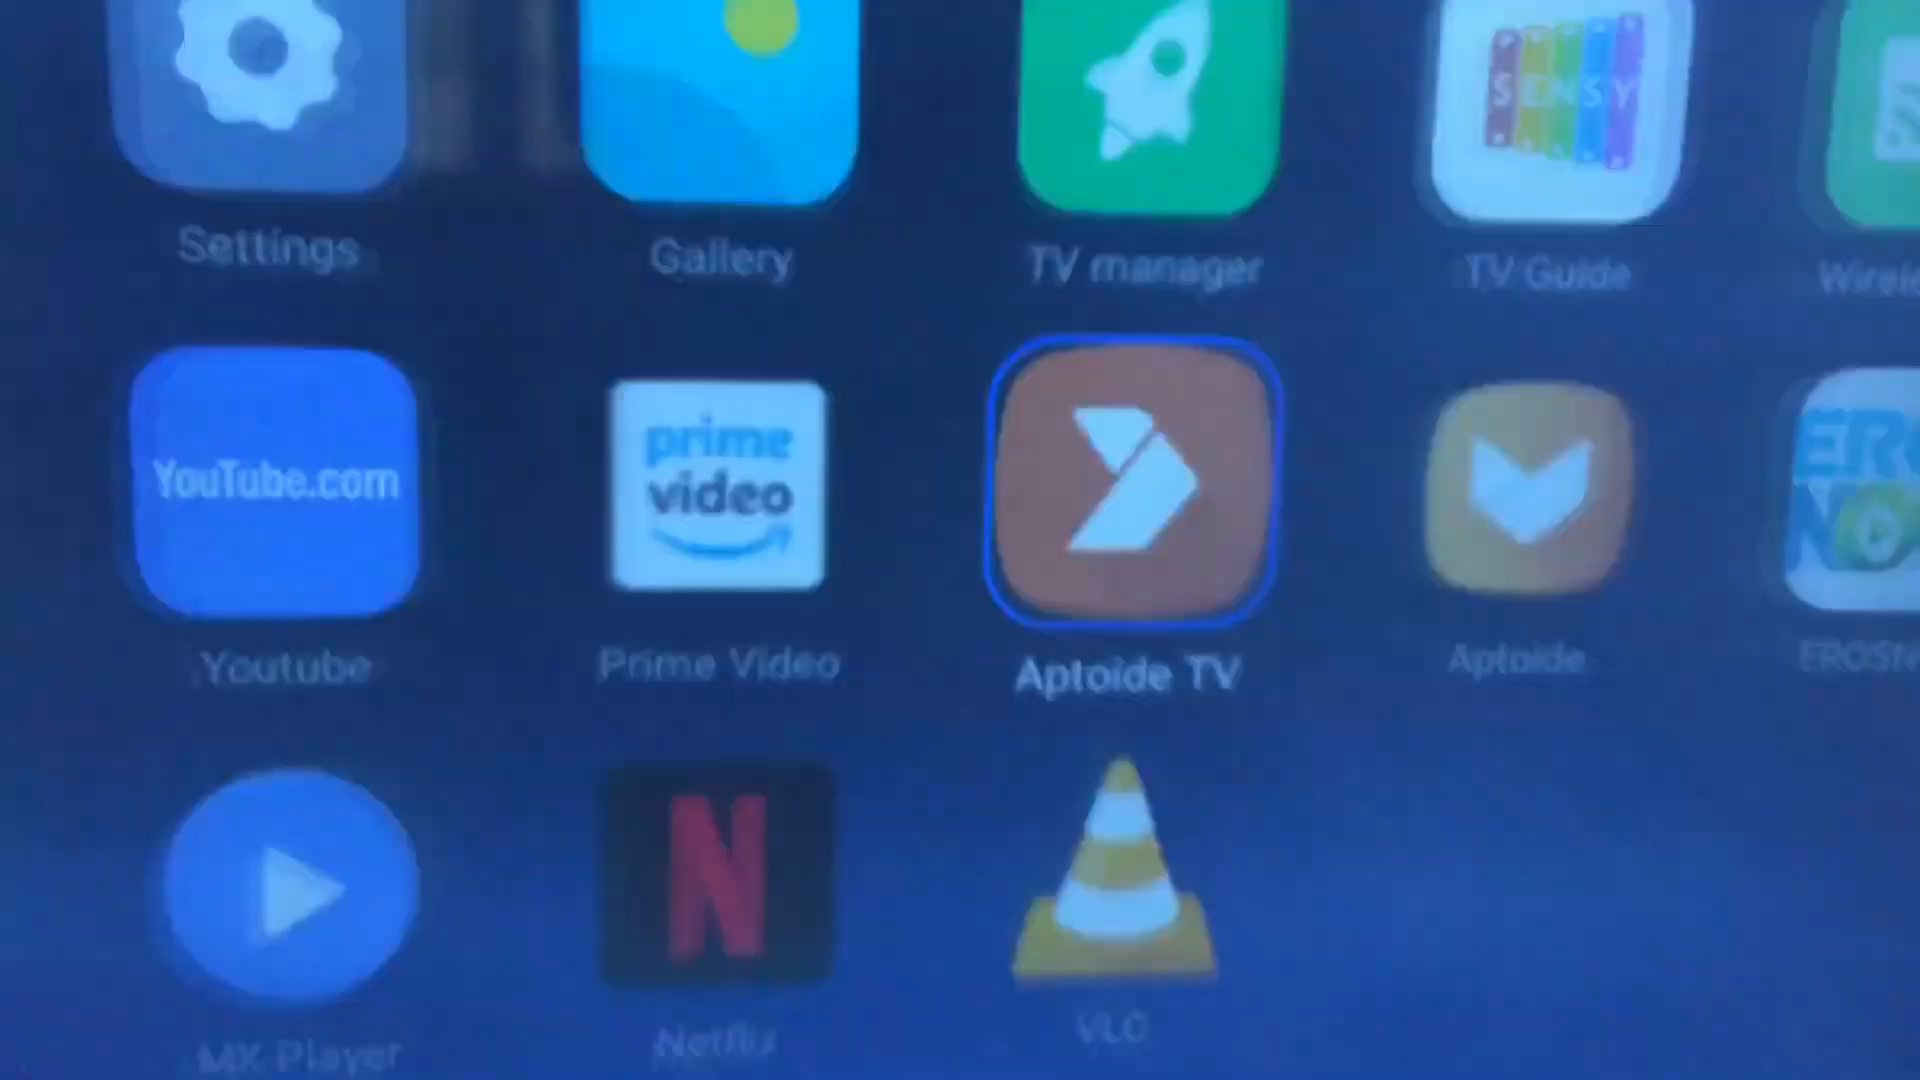 SENSY
Settings
Gallery
TV manager
TV Guide
YouTube.com
prime
video
Youtube
Prime Video
Aptoide TV
Aptoide
N
MX Player
Netflix
VLC